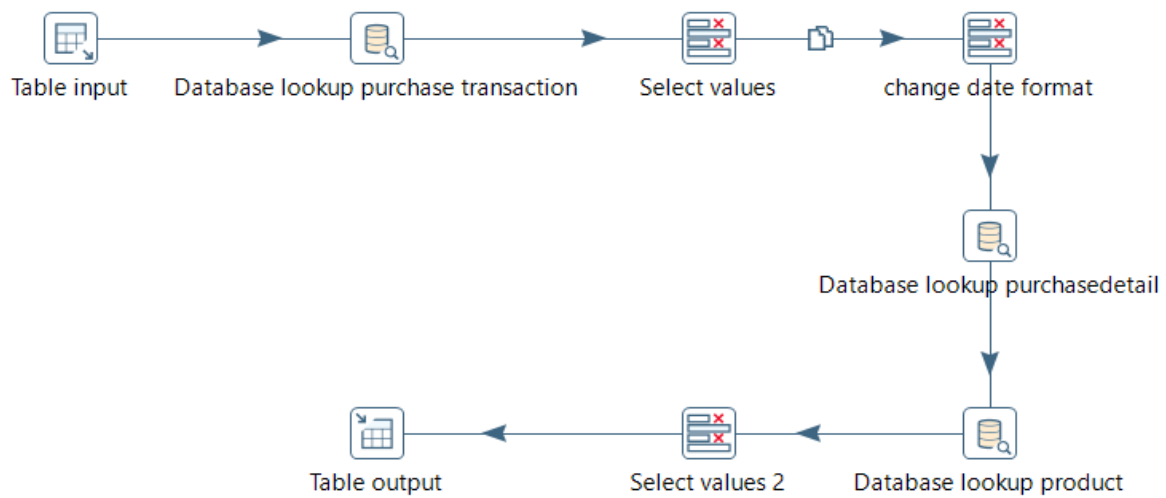 Table input
Database lookup purchase transaction
Select values
change date format
Database lookup purchasedetail
Table output
Select values 2
Database lookup product